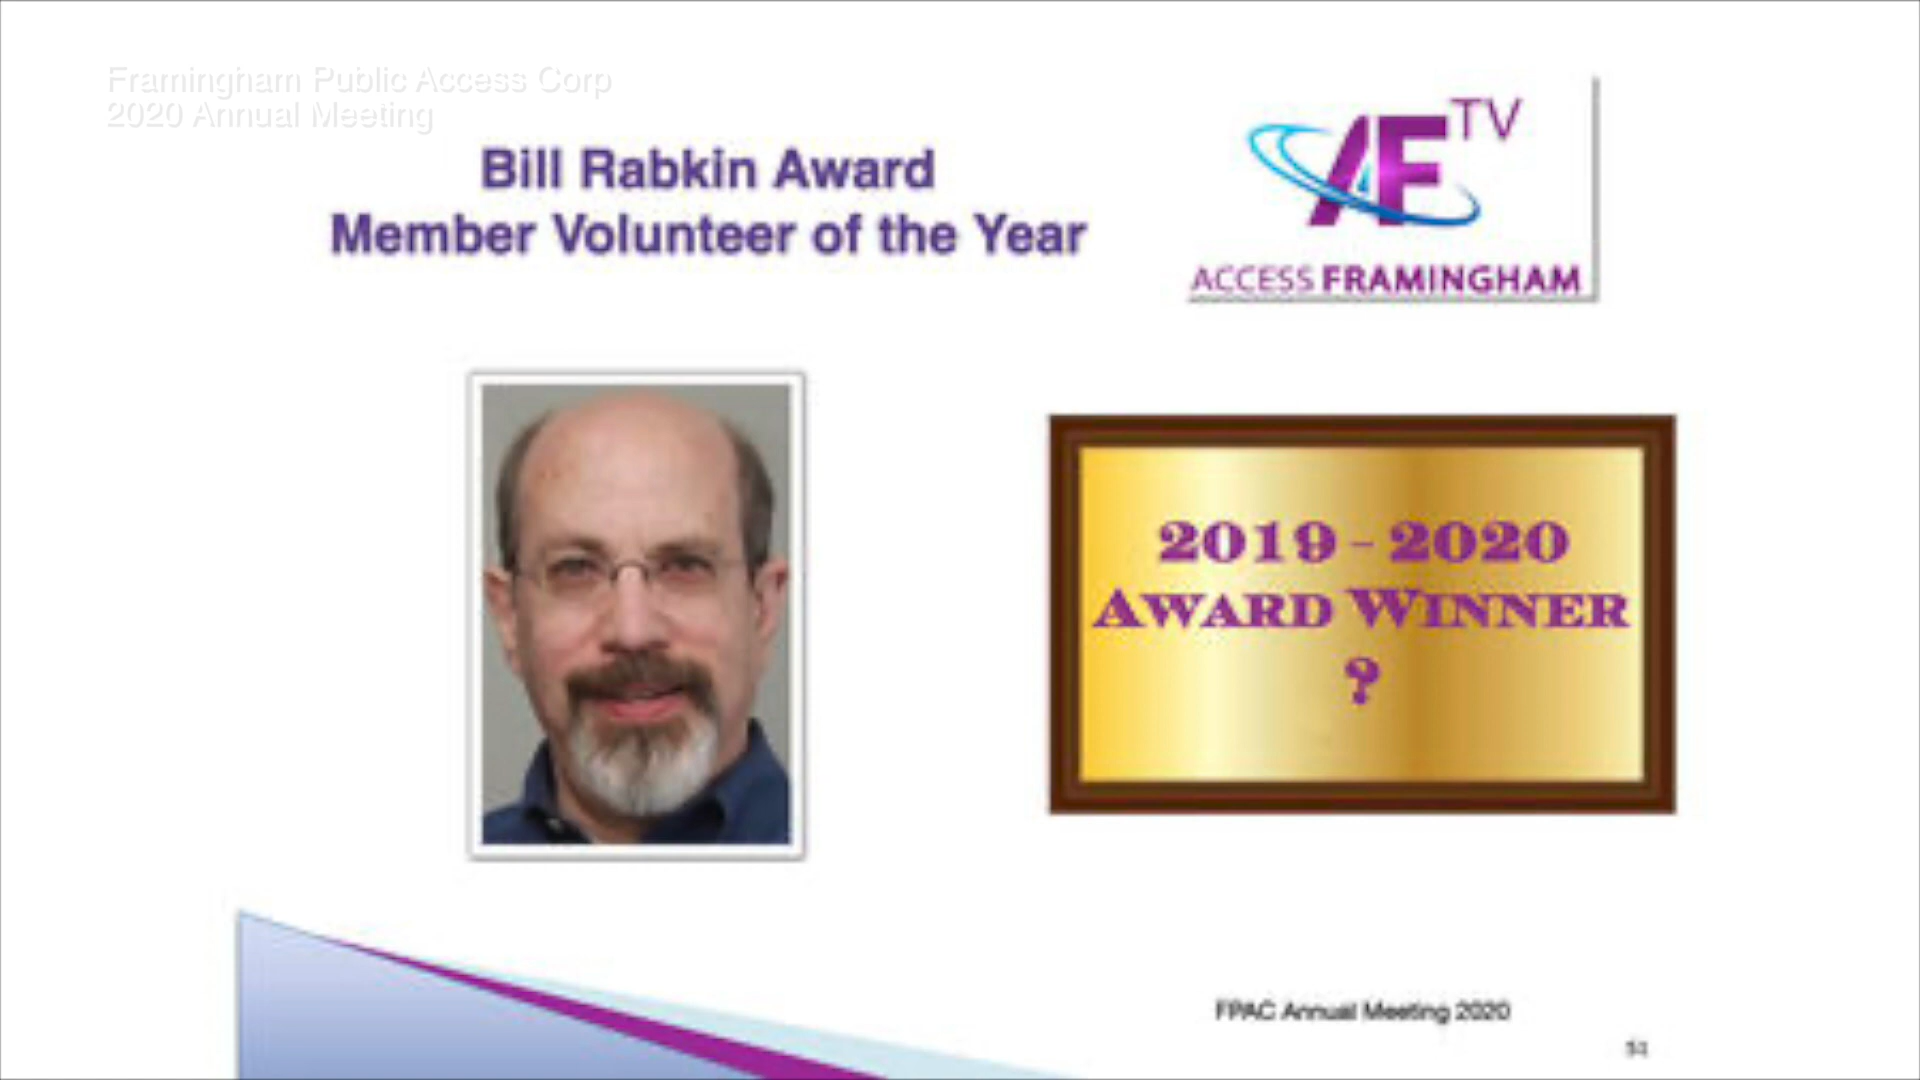 Framingham Public Access Corp
2020 Annual Meeting
Bill Rabkin Award
Member Volunteer of the Year
AF TV
ACCESS FRAMINGHAM
2019 - 2020
AWARD WINNER
?
FPAC Annual Meeting 2020